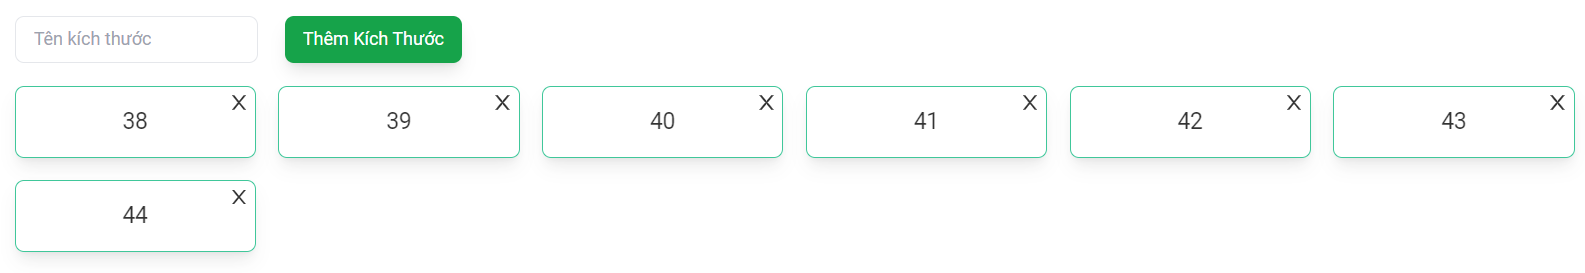 Tên kích thước
Thêm Kích Thước
X X X X X X
38 39 40 41 42 43
X
44